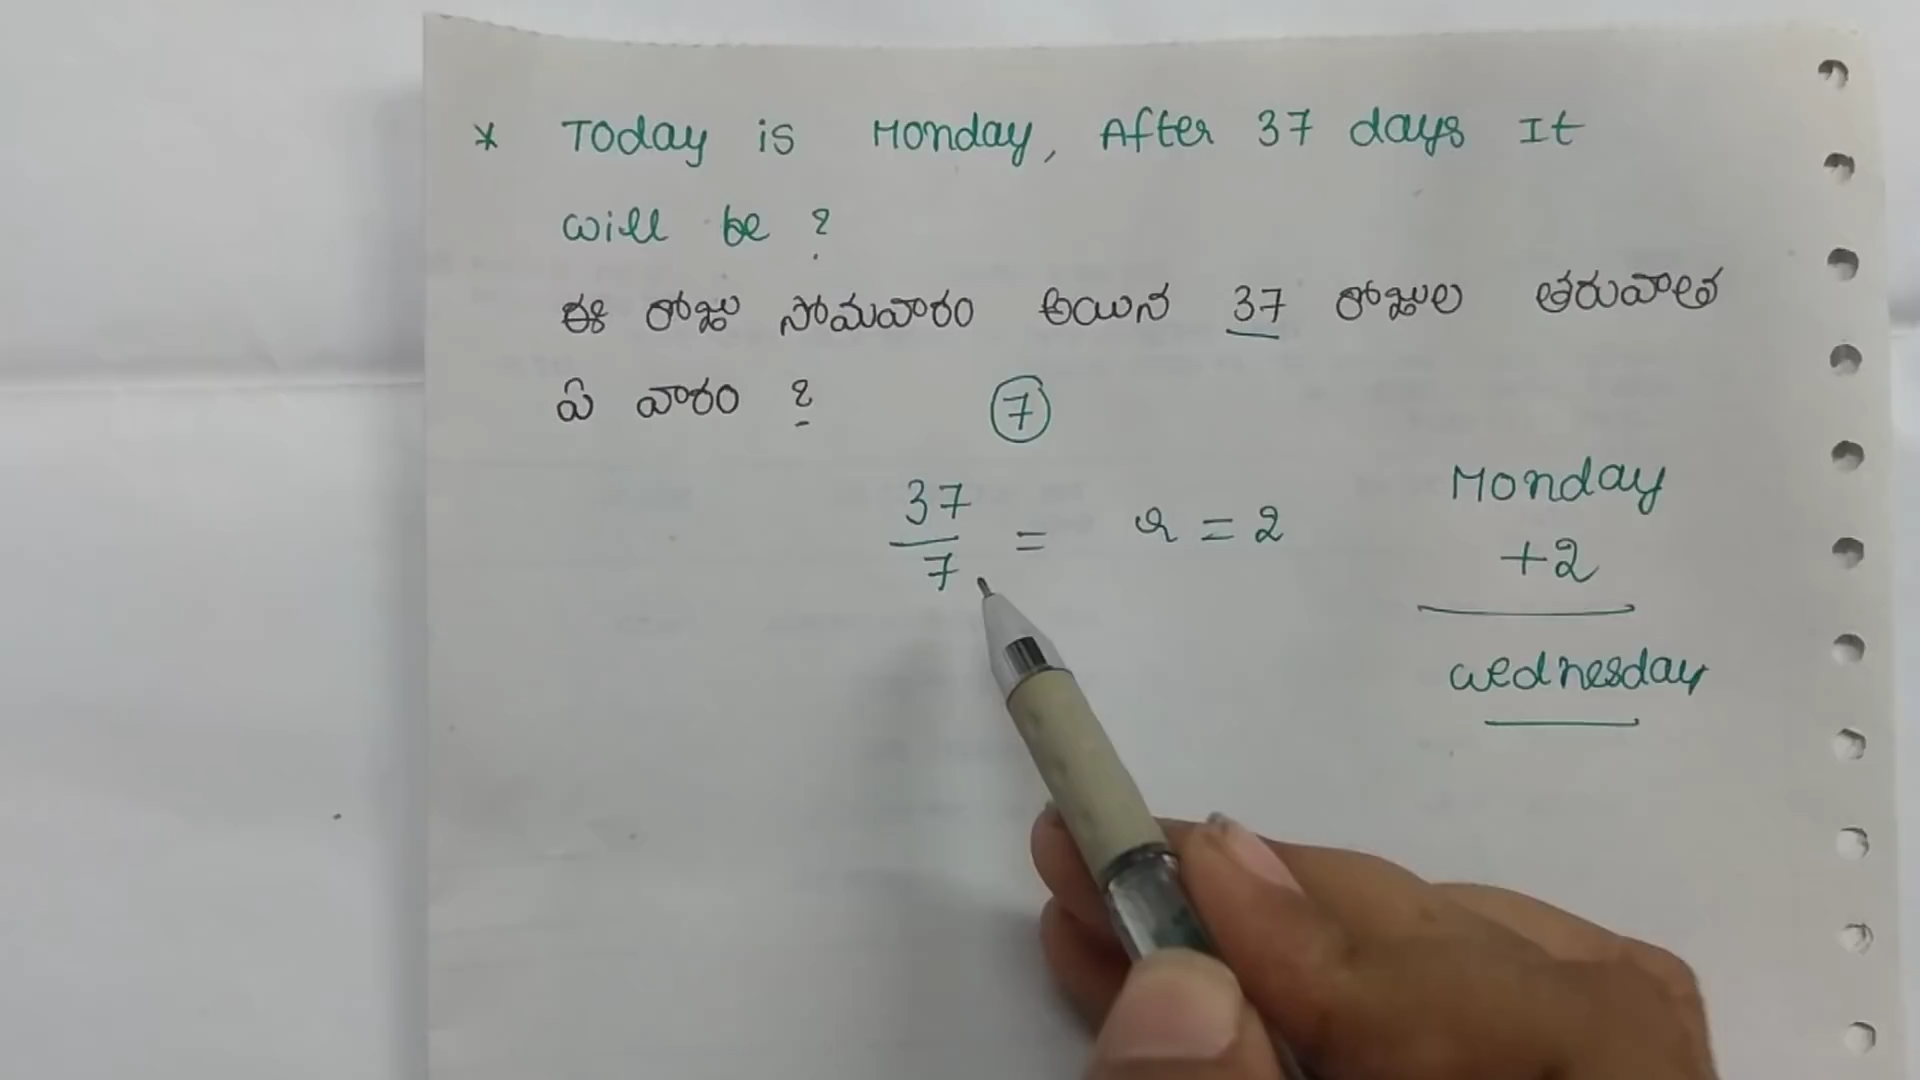 * Today is Monday, After 37 days It
will be ?
ఈ రోజు సోమవారం అయిన 37 రోజుల తరువాత
ఏ వారం ?
7
37
7
= r = 2
Monday
+2
wednesday